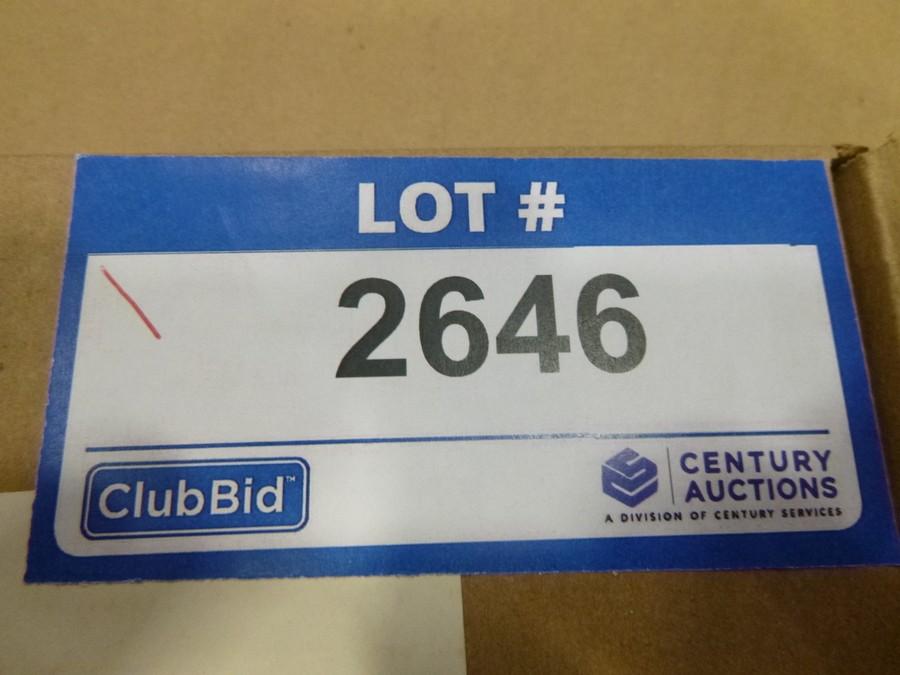 LOT #
2646
ClubBid™
CENTURY
AUCTIONS
A DIVISION OF CENTURY SERVICES